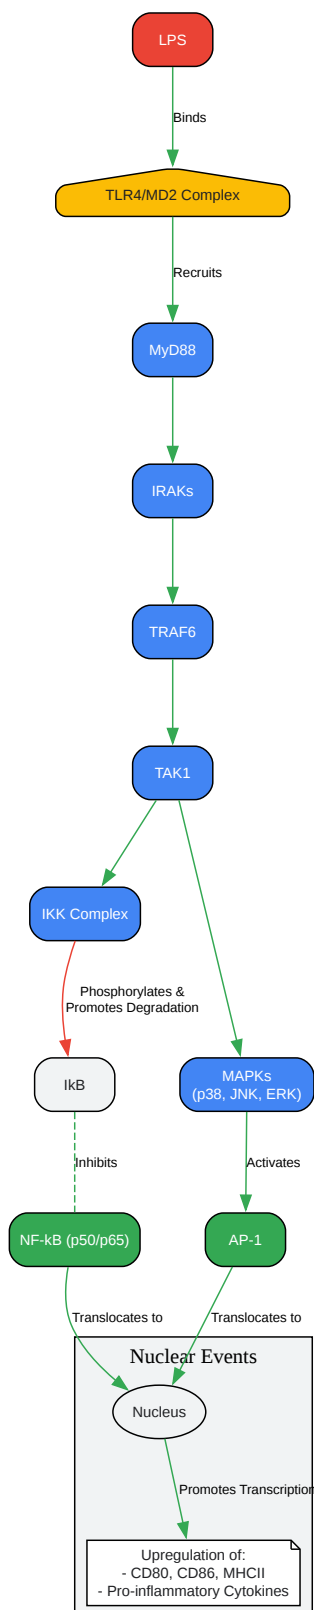 LPS
Binds
TLR4/MD2 Complex
Recruits
MyD88
IRAKs
TRAF6
TAK1
IKK Complex
Phosphorylates &
Promotes Degradation
IkB
MAPKs
(p38, JNK, ERK)
Inhibits
Activates
NF-kB (p50/p65)
AP-1
Translocates to
Translocates to
Nuclear Events
Nucleus
Promotes Transcription
Upregulation of:
- CD80, CD86, MHCII
- Pro-inflammatory Cytokines